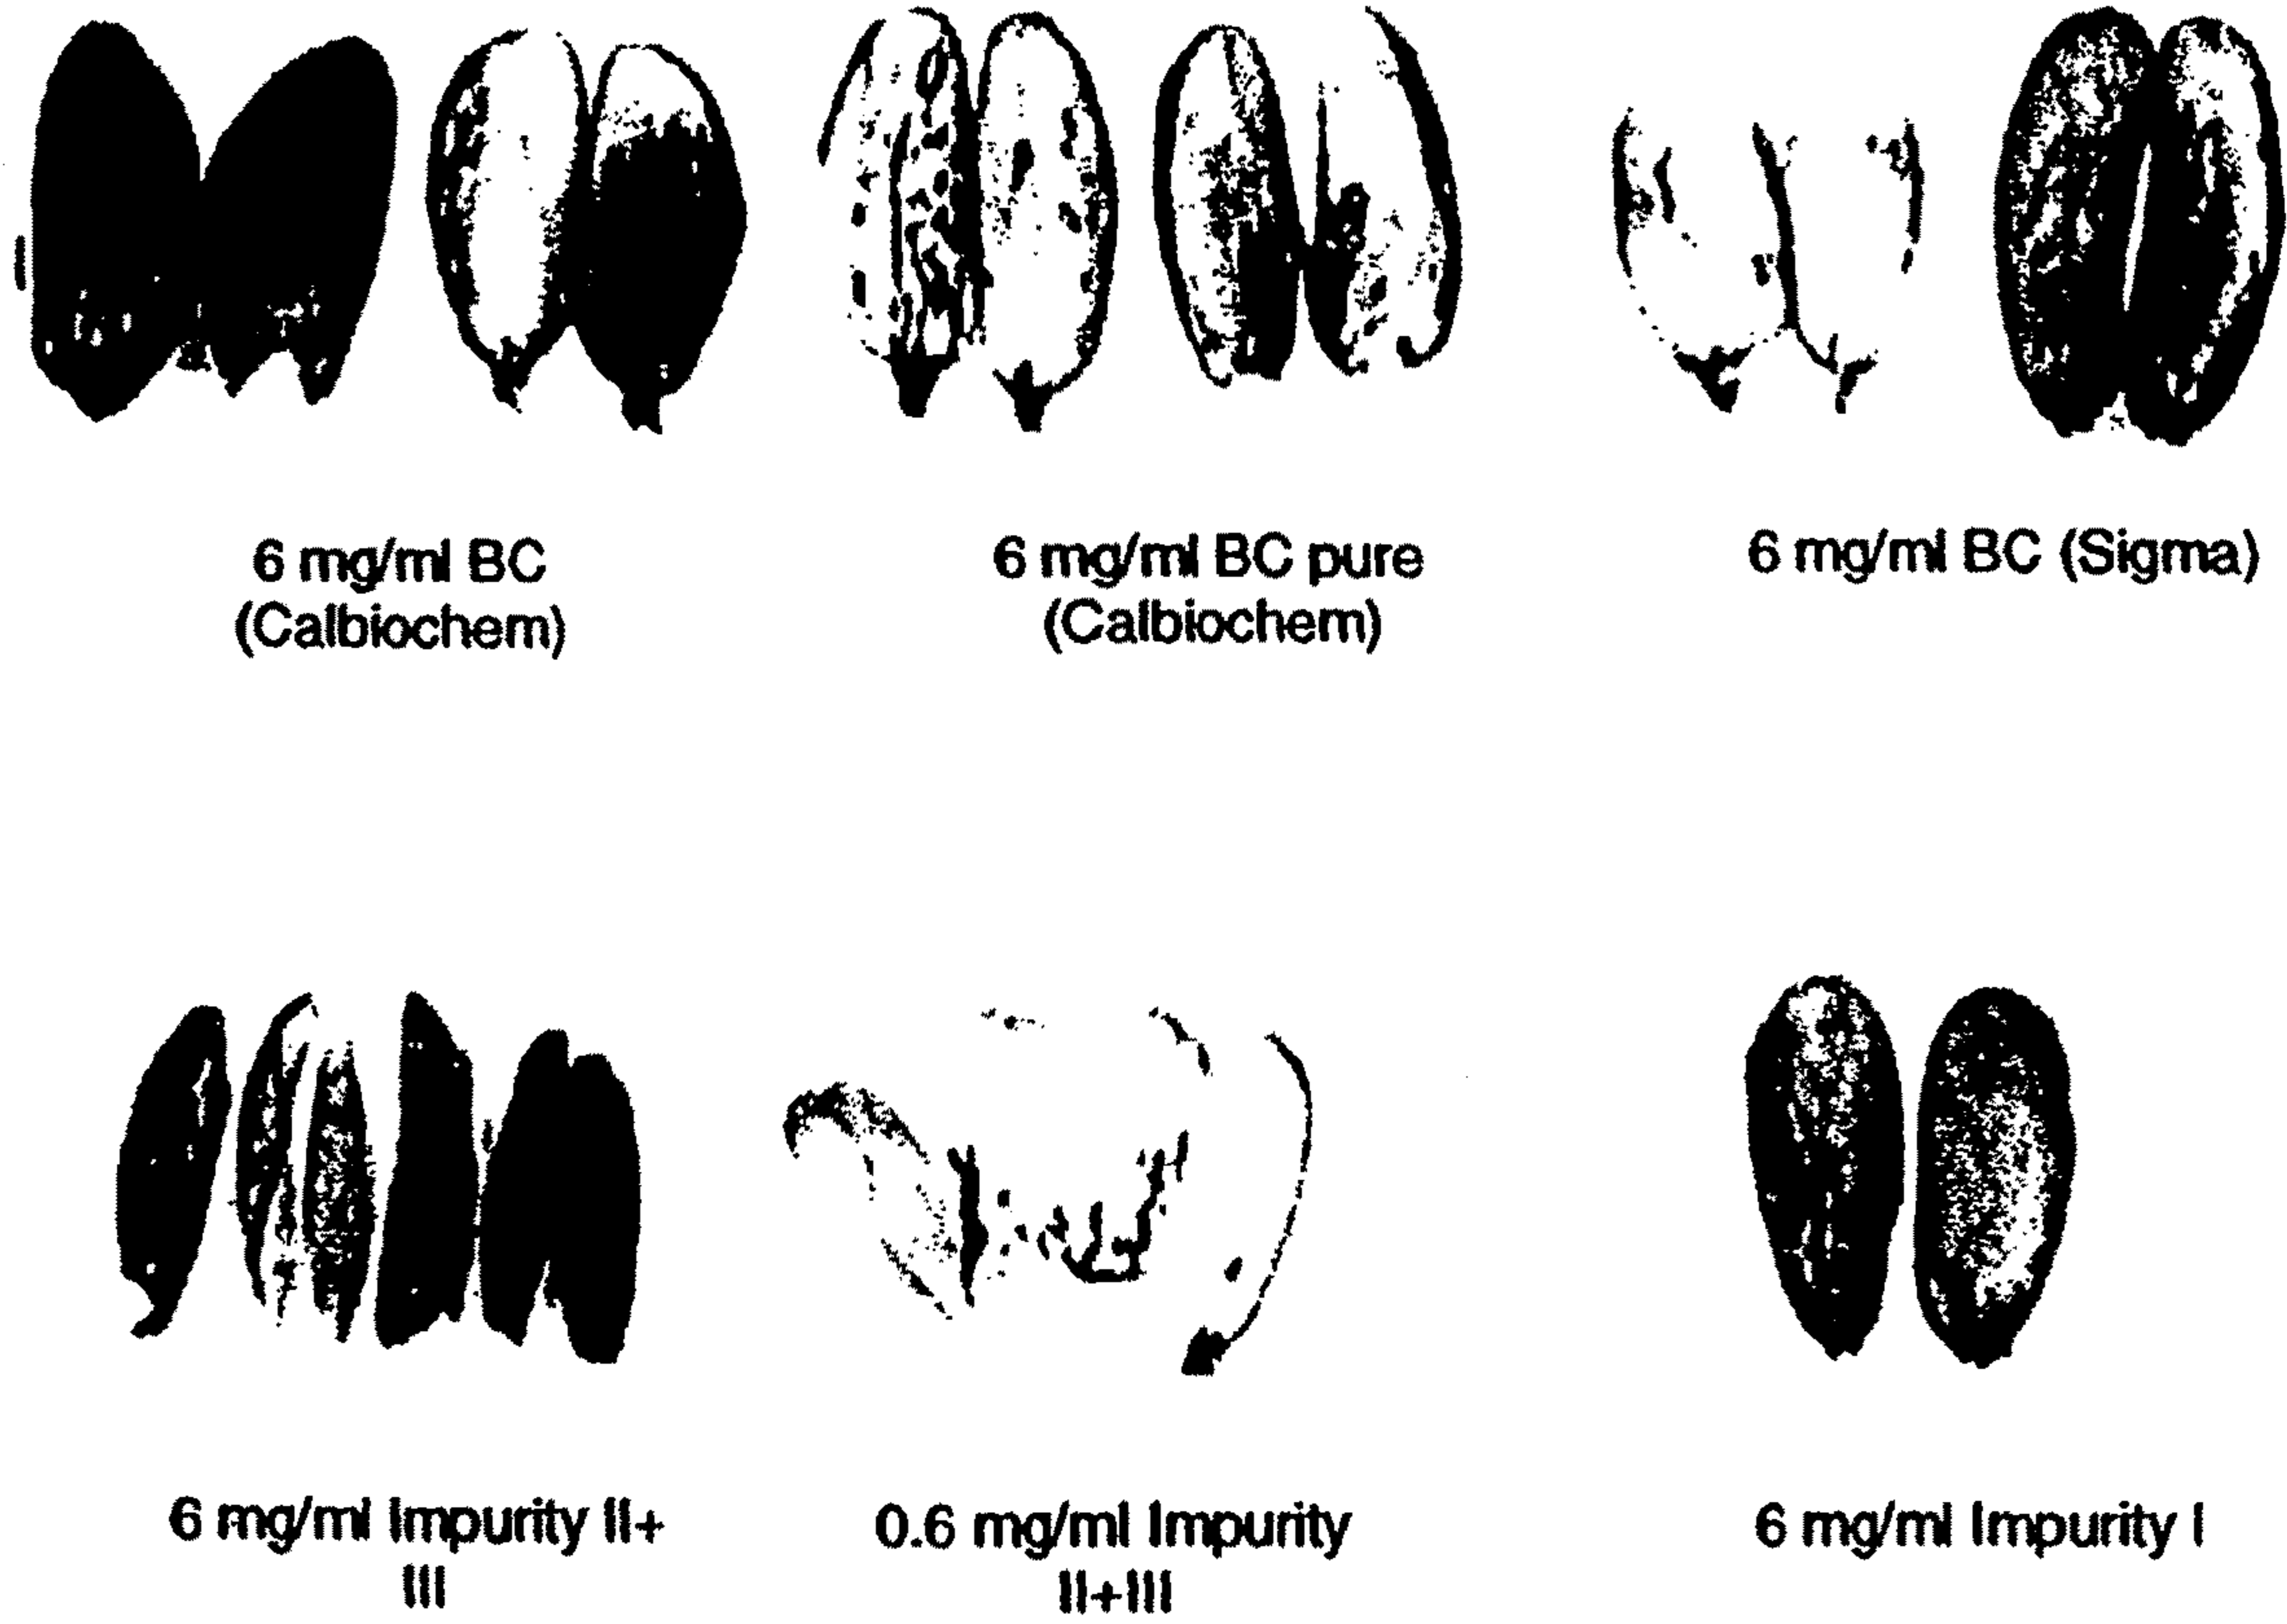 6 mg/ml BC
(Calbiochem)
6 mg/ml BC pure
(Calbiochem)
6 mg/ml BC (Sigma)
6 mg/ml Impurity II+
III
0.6 mg/ml Impurity
II+III
6 mg/ml Impurity I